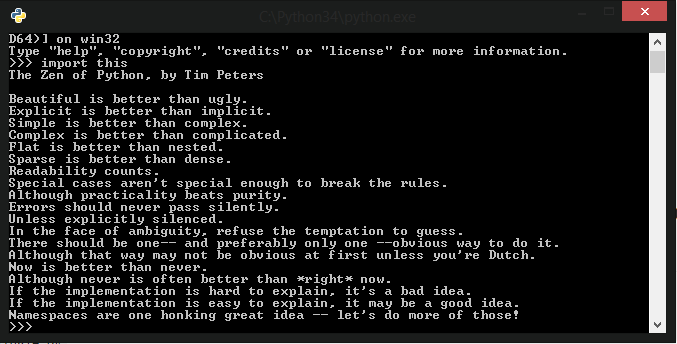 C:\Python34\python.exe
D64)] on win32
Type "help", "copyright", "credits" or "license" for more information.
>>> import this
The Zen of Python, by Tim Peters

Beautiful is better than ugly.
Explicit is better than implicit.
Simple is better than complex.
Complex is better than complicated.
Flat is better than nested.
Sparse is better than dense.
Readability counts.
Special cases aren't special enough to break the rules.
Although practicality beats purity.
Errors should never pass silently.
Unless explicitly silenced.
In the face of ambiguity, refuse the temptation to guess.
There should be one-- and preferably only one --obvious way to do it.
Although that way may not be obvious at first unless you're Dutch.
Now is better than never.
Although never is often better than *right* now.
If the implementation is hard to explain, it's a bad idea.
If the implementation is easy to explain, it may be a good idea.
Namespaces are one honking great idea -- let's do more of those!
>>>